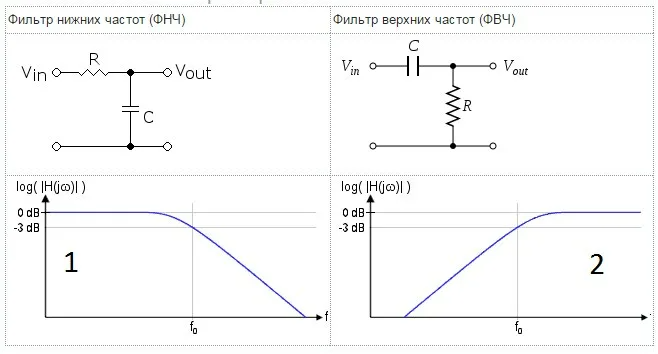 Фильтр нижних частот (ФНЧ)
Фильтр верхних частот (ФВЧ)
R
Vin
Vout
C
C
Vin
Vout
R
log( |H(jω)| )
0 dB
-3 dB
1
f
f0
log( |H(jω)| )
0 dB
-3 dB
2
f0